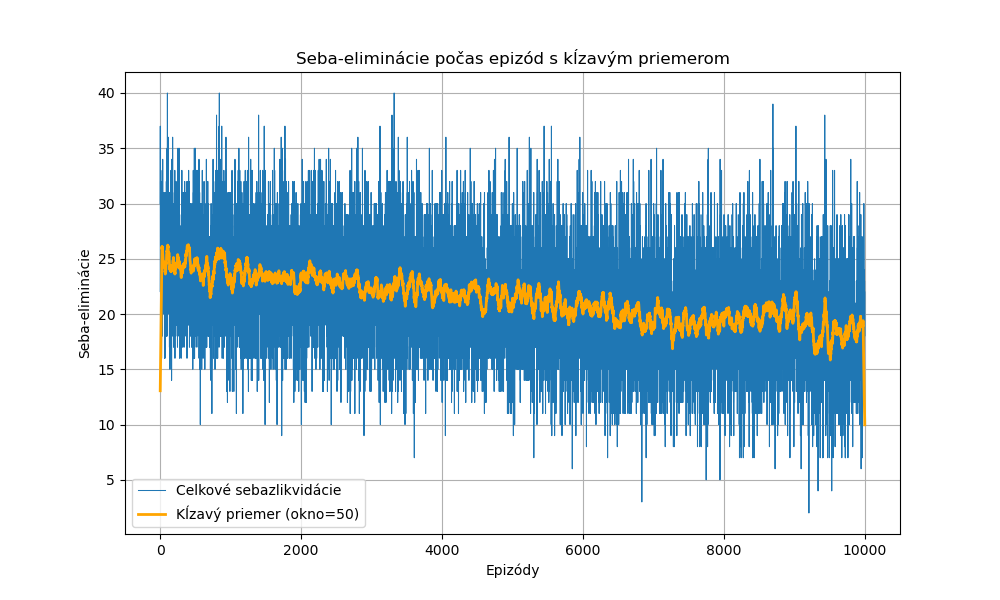 Seba-eliminácie počas epizód s kĺzavým priemerom
Seba-eliminácie
40
35
30
25
20
15
10
5
Celkové sebazlikvidácie
Kĺzavý priemer (okno=50)
0 2000 4000 6000 8000 10000
Epizódy